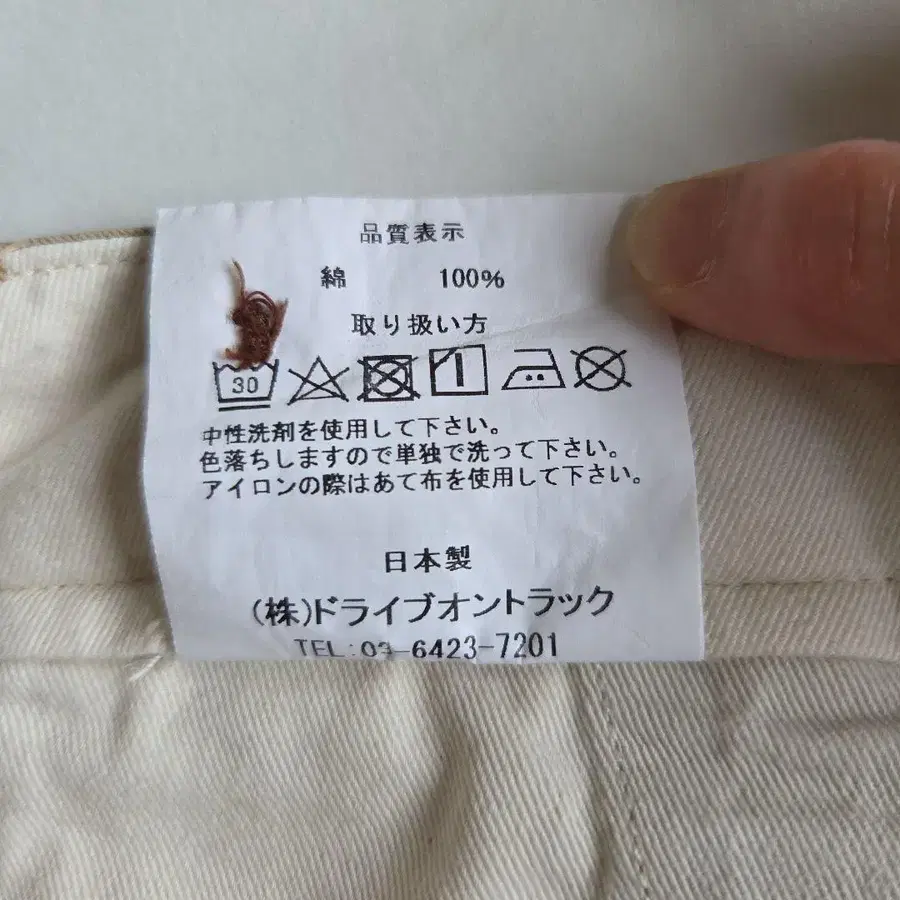 品質表示
綿 100%
取り扱い方
30
中性洗剤を使用して下さい。
色落ちしますので単独で洗って下さい。
アイロンの際はあて布を使用して下さい。
日本製
(株)ドライブオントラック
TEL:03-6423-7201